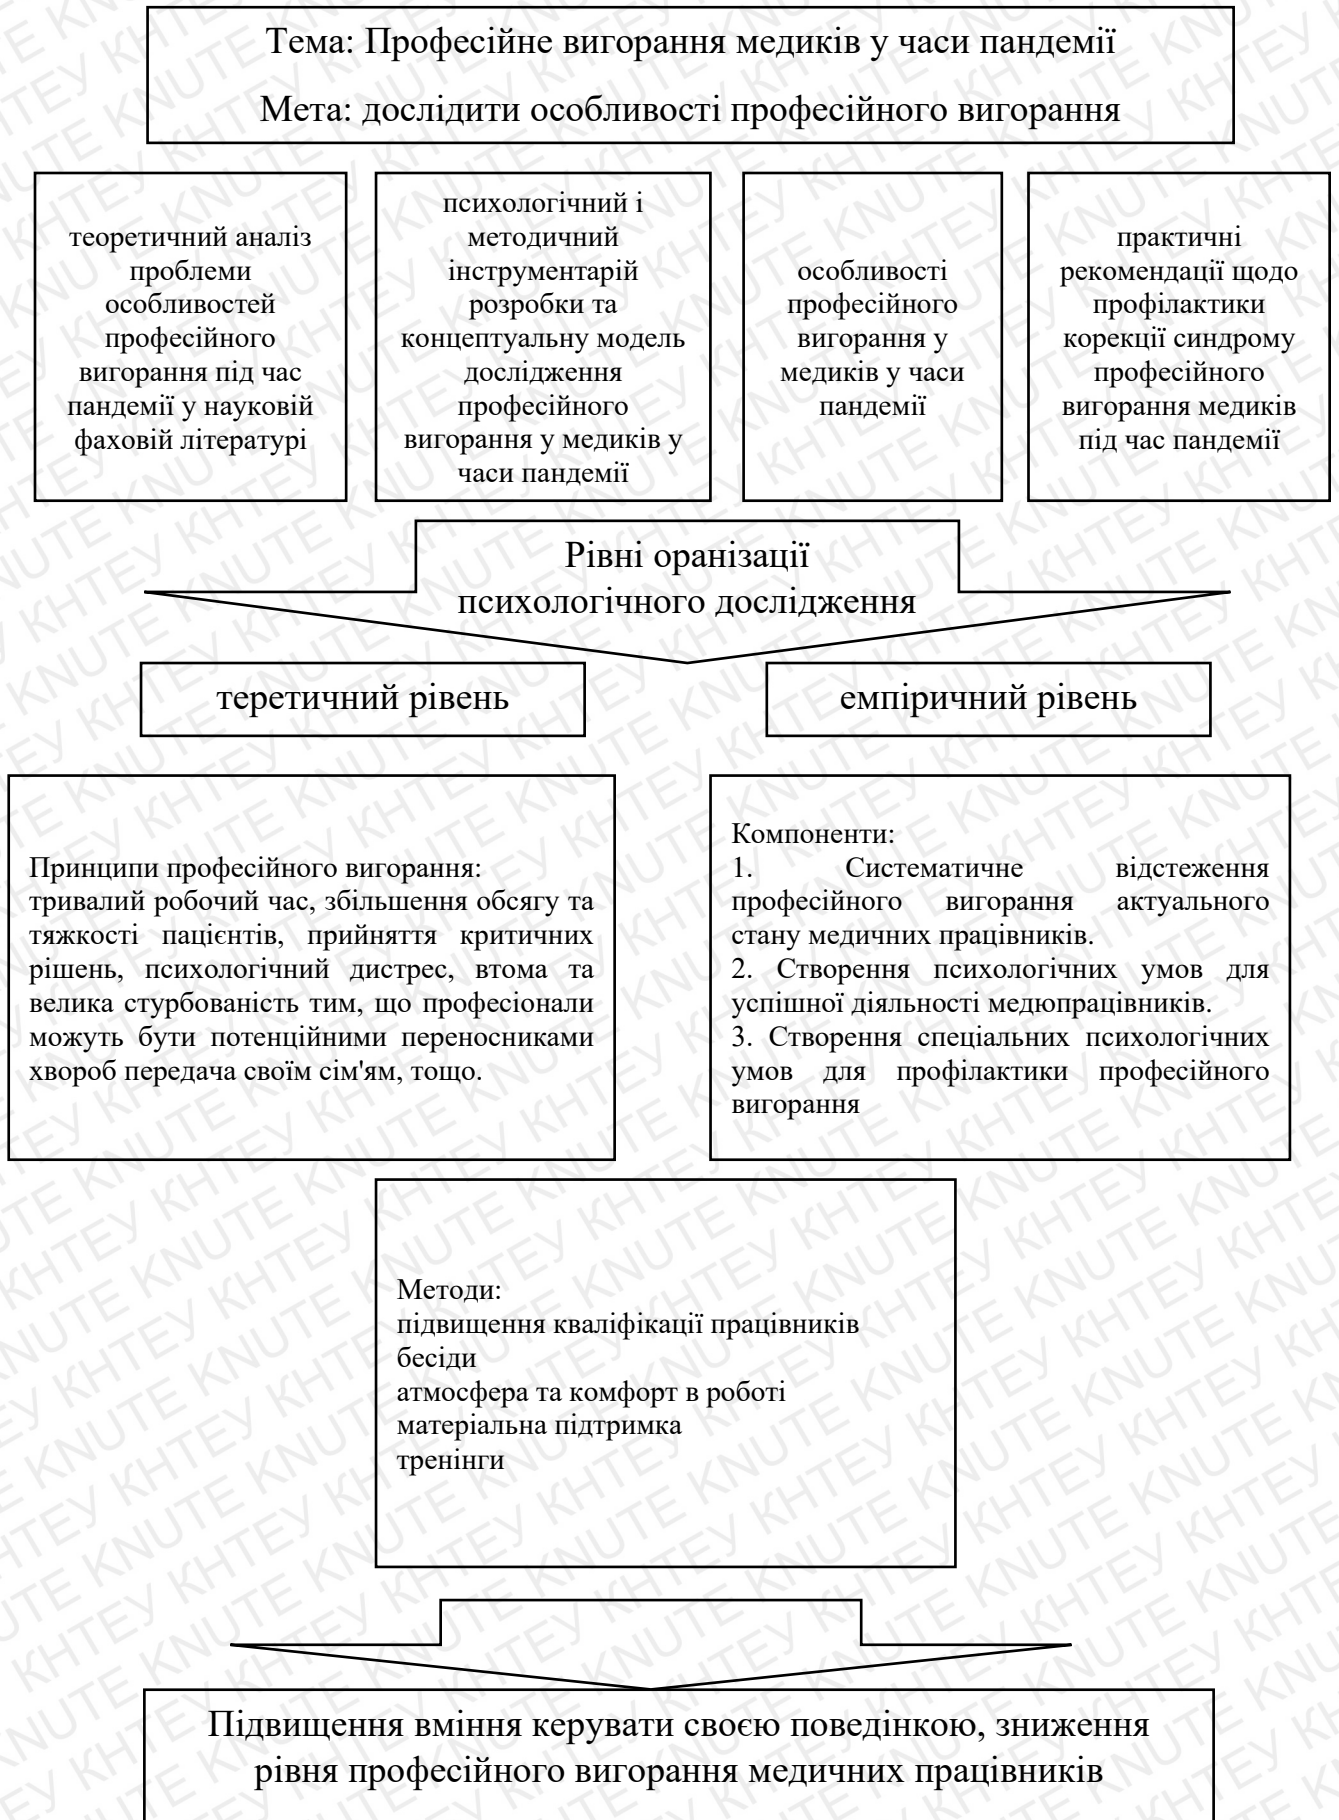 Тема: Професійне вигорання медиків у часи пандемії
Мета: дослідити особливості професійного вигорання
теоретичний аналіз
проблеми
особливостей
професійного
вигорання під час
пандемії у науковій
фаховій літературі
психологічний і
методичний
інструментарій
розробки та
концептуальну модель
дослідження
професійного
вигорання у медиків у
часи пандемії
особливості
професійного
вигорання у
медиків у часи
пандемії
практичні
рекомендації щодо
профілактики
корекції синдрому
професійного
вигорання медиків
під час пандемії
Рівні оранізації
психологічного дослідження
теретичний рівень
емпіричний рівень
Принципи професійного вигорання:
тривалий робочий час, збільшення обсягу та
тяжкості пацієнтів, прийняття критичних
рішень, психологічний дистрес, втома та
велика стурбованість тим, що професіонали
можуть бути потенційними переносниками
хвороб передача своїм сім'ям, тощо.
Компоненти:
1. Систематичне відстеження
професійного вигорання актуального
стану медичних працівників.
2. Створення психологічних умов для
успішної діяльності медюпрацівників.
3. Створення спеціальних психологічних
умов для профілактики професійного
вигорання
Методи:
підвищення кваліфікації працівників
бесіди
атмосфера та комфорт в роботі
матеріальна підтримка
тренінги
Підвищення вміння керувати своєю поведінкою, зниження
рівня професійного вигорання медичних працівників